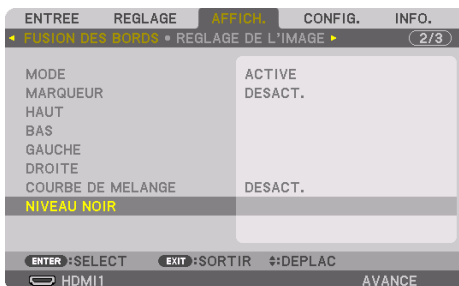 ENTREE REGLAGE AFFICH. CONFIG. INFO.
FUSION DES BORDS • REGLAGE DE L'IMAGE 2/3
MODE ACTIVE
MARQUEUR DESACT.
HAUT
BAS
GAUCHE
DROITE
COURBE DE MELANGE DESACT.
NIVEAU NOIR
ENTER :SELECT EXIT :SORTIR :DEPLAC
HDMI1 AVANCE